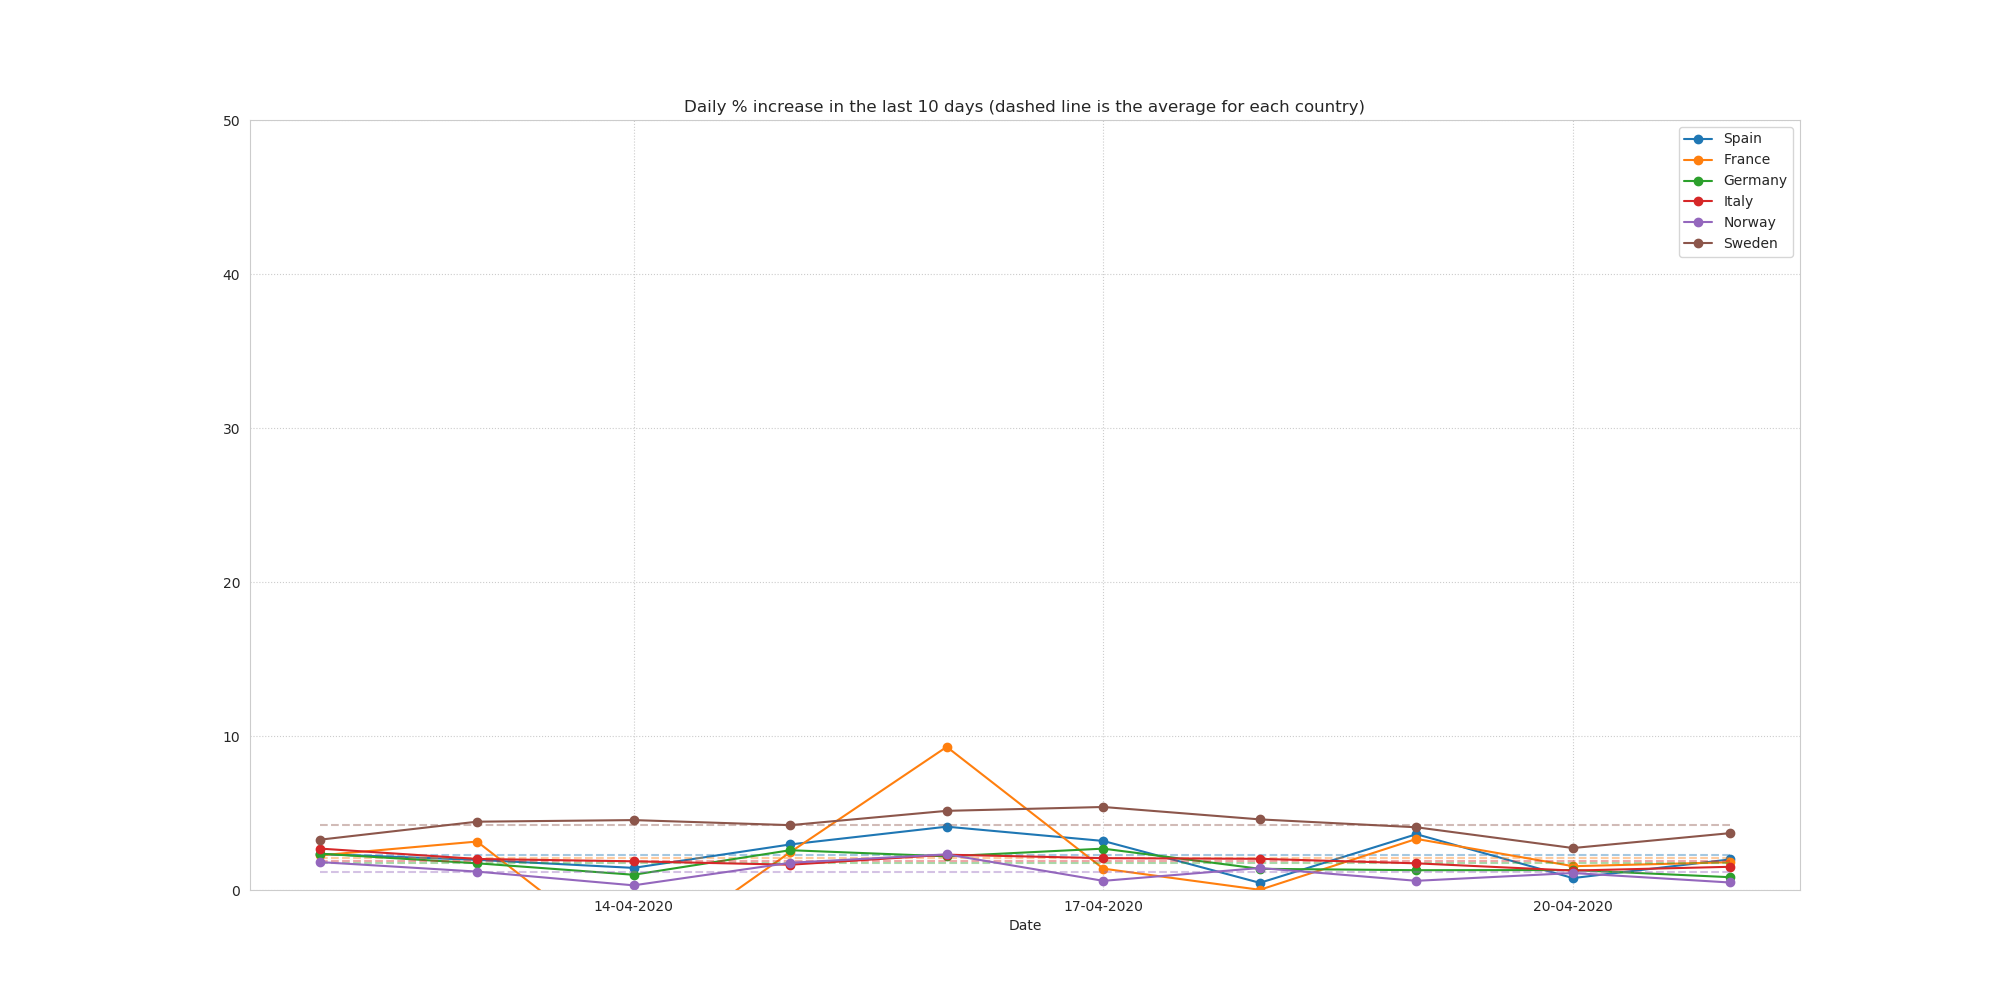 Daily % increase in the last 10 days (dashed line is the average for each country)
50
40
30
20
10
0
Spain
France
Germany
Italy
Norway
Sweden
14-04-2020
17-04-2020
20-04-2020
Date